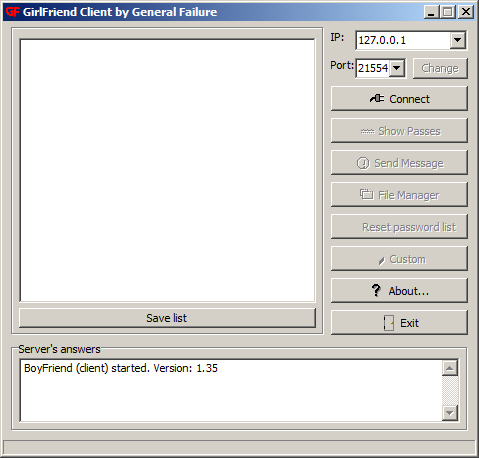 GF GirlFriend Client by General Failure
IP: 127.0.0.1
Port: 21554 Change
Connect
Show Passes
Send Message
File Manager
Reset password list
Custom
? About...
Exit
Save list
Server's answers
BoyFriend (client) started. Version: 1.35